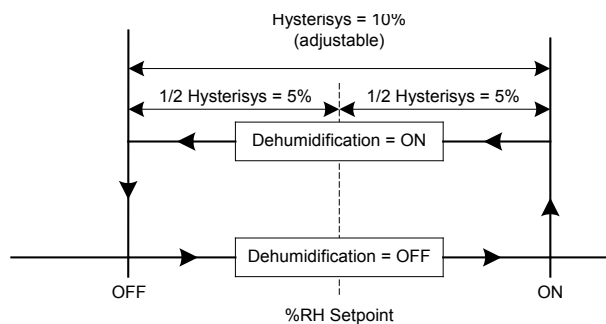 Hysterisys = 10%
(adjustable)
1/2 Hysterisys = 5%
1/2 Hysterisys = 5%
Dehumidification = ON
Dehumidification = OFF
OFF
ON
%RH Setpoint